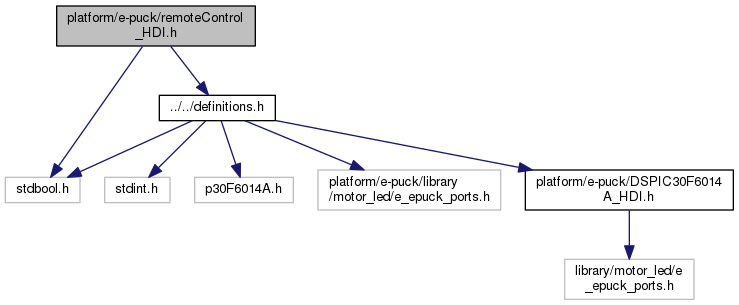 platform/e-puck/remoteControl
_HDI.h
../../definitions.h
stdbool.h
stdint.h
p30F6014A.h
platform/e-puck/library
/motor_led/e_epuck_ports.h
platform/e-puck/DSPIC30F6014
A_HDI.h
library/motor_led/e
_epuck_ports.h